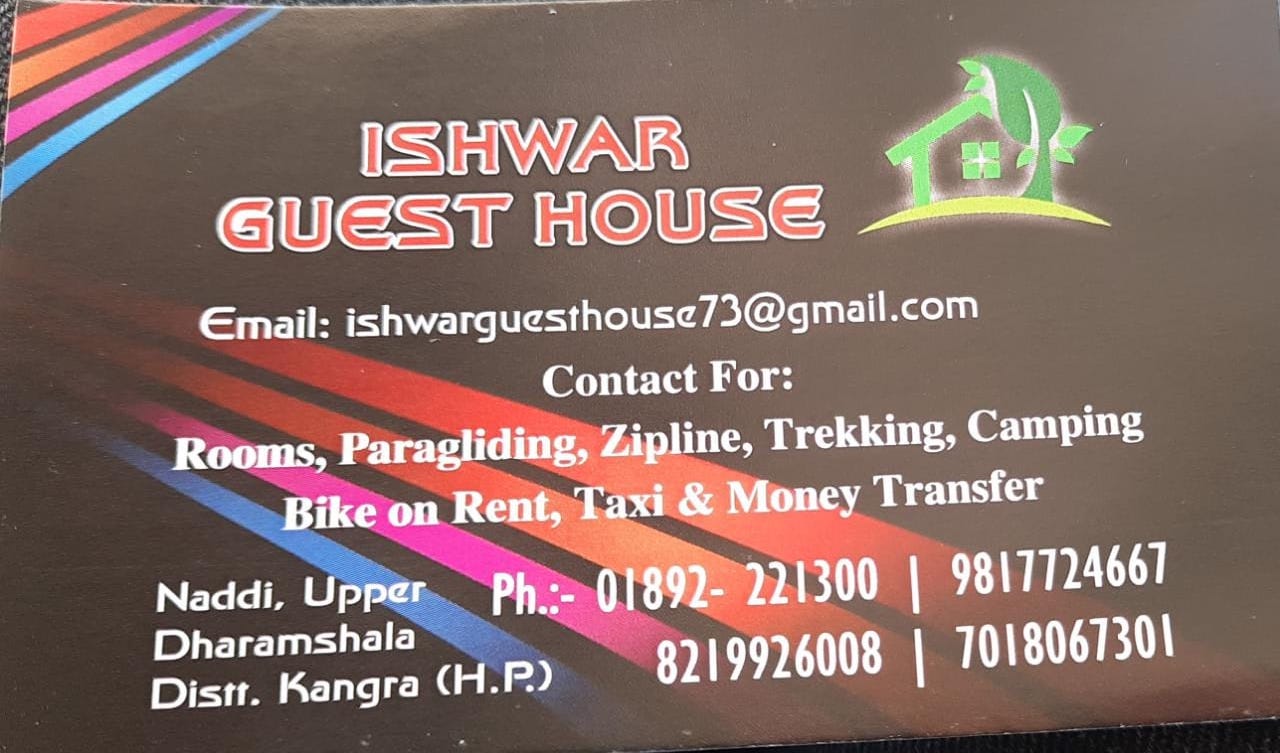 ISHWAR
GUEST HOUSE
Email: ishwarguesthouse73@gmail.com
Contact For:
Rooms, Paragliding, Zipline, Trekking, Camping
Bike on Rent, Taxi & Money Transfer
Naddi, Upper
Dharamshala
Distt. Kangra (H.P.)
Ph.:- 01892- 221300 | 9817724667
8219926008 | 7018067301